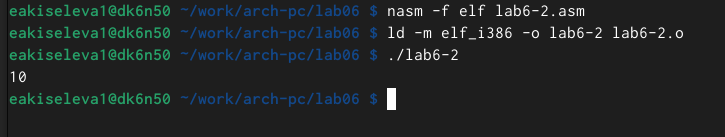 eakiseleva1@dk6n50 ~/work/arch-pc/lab06 $ nasm -f elf lab6-2.asm
eakiseleva1@dk6n50 ~/work/arch-pc/lab06 $ ld -m elf_i386 -o lab6-2 lab6-2.o
eakiseleva1@dk6n50 ~/work/arch-pc/lab06 $ ./lab6-2
10
eakiseleva1@dk6n50 ~/work/arch-pc/lab06 $